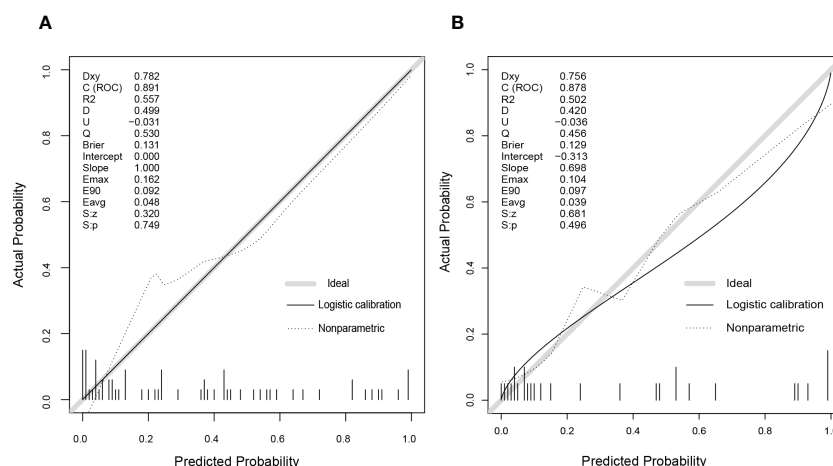 A
B
Dxy 0.782
C (ROC) 0.891
R2 0.557
D 0.499
U −0.031
Q 0.530
Brier 0.131
Intercept 0.000
Slope 1.000
Emax 0.162
E90 0.092
Eavg 0.048
S:z 0.320
S:p 0.749
Ideal
Logistic calibration
Nonparametric
Actual Probability
0.0 0.2 0.4 0.6 0.8 1.0
0.0 0.2 0.4 0.6 0.8 1.0
Predicted Probability
Dxy 0.756
C (ROC) 0.878
R2 0.502
D 0.420
U −0.036
Q 0.456
Brier 0.129
Intercept −0.313
Slope 0.698
Emax 0.104
E90 0.097
Eavg 0.039
S:z 0.681
S:p 0.496
Ideal
Logistic calibration
Nonparametric
Actual Probability
0.0 0.2 0.4 0.6 0.8 1.0
0.0 0.2 0.4 0.6 0.8 1.0
Predicted Probability